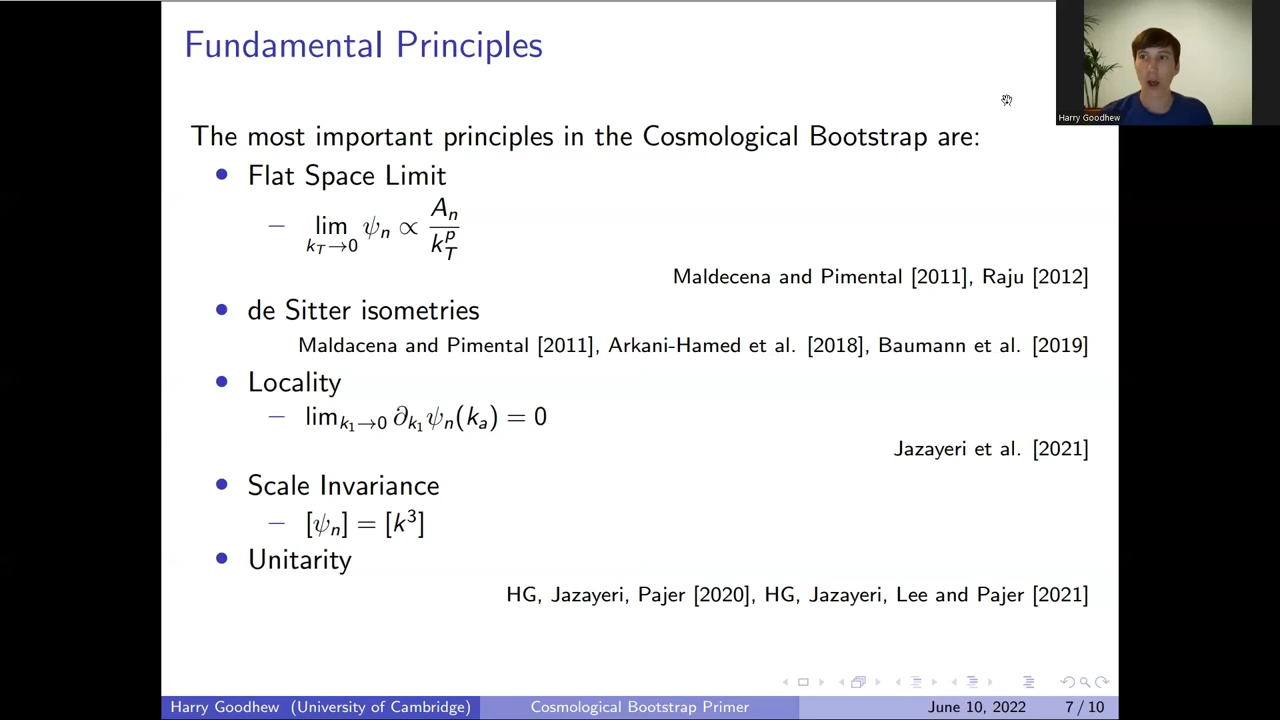 Fundamental Principles
Harry Goodhew
The most important principles in the Cosmological Bootstrap are:
• Flat Space Limit
– lim_{k_T→0} ψ_n ∝ A_n / k_T^p
Maldecena and Pimental [2011], Raju [2012]
• de Sitter isometries
Maldacena and Pimental [2011], Arkani-Hamed et al. [2018], Baumann et al. [2019]
• Locality
– lim_{k_1→0} ∂_{k_1} ψ_n(k_a) = 0
Jazayeri et al. [2021]
• Scale Invariance
– [ψ_n] = [k^3]
• Unitarity
HG, Jazayeri, Pajer [2020], HG, Jazayeri, Lee and Pajer [2021]
Harry Goodhew (University of Cambridge) Cosmological Bootstrap Primer June 10, 2022 7 / 10